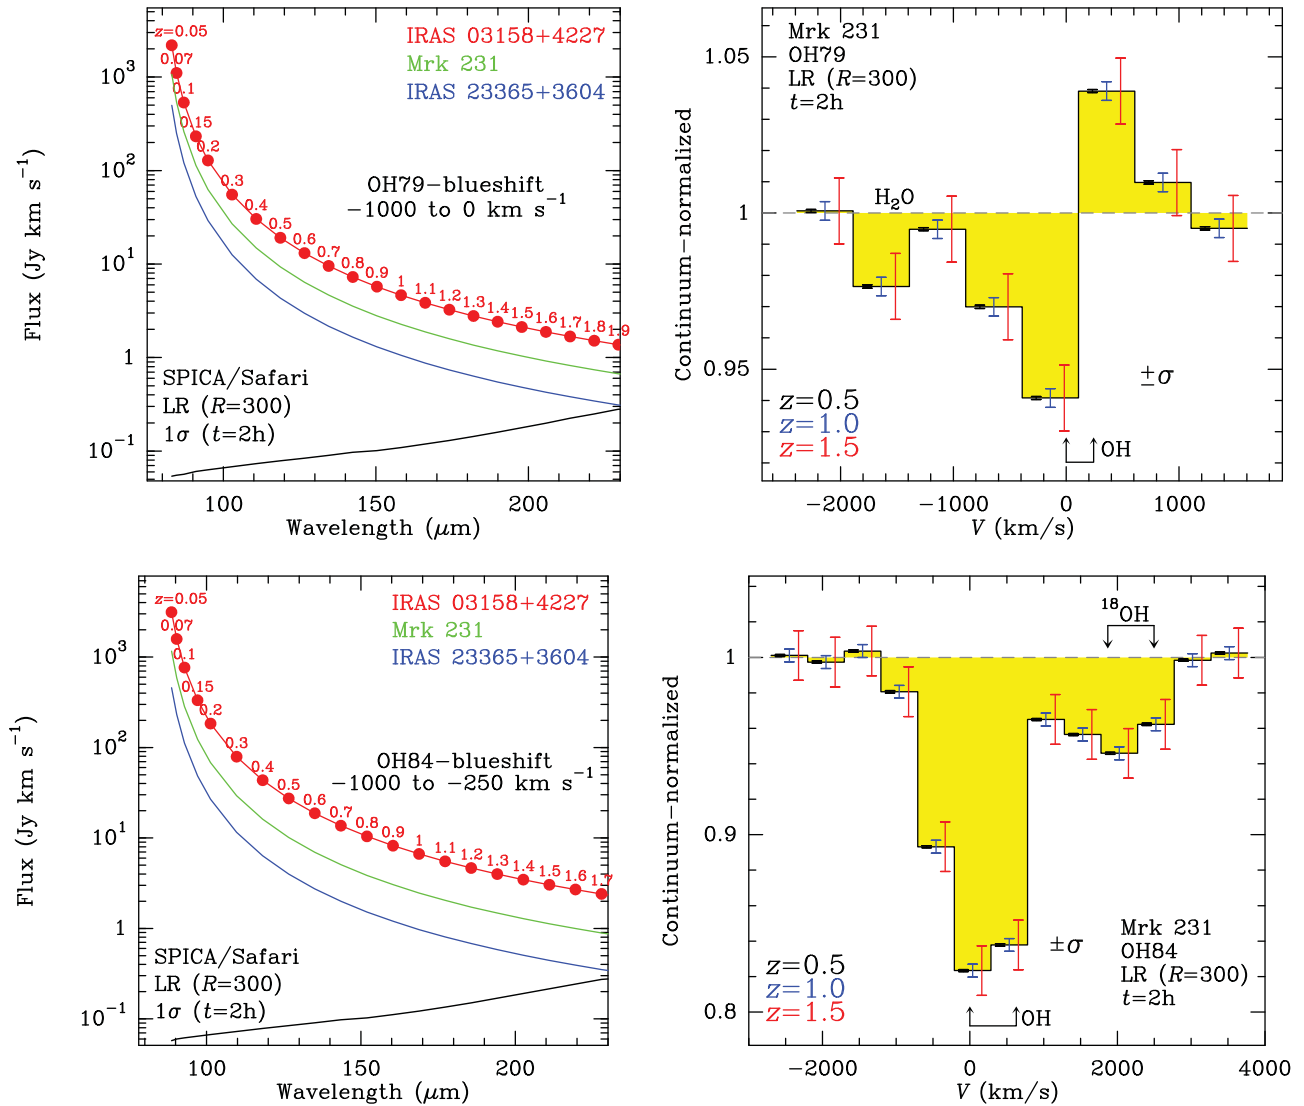 IRAS 03158+4227
Mrk 231
IRAS 23365+3604
z=0.05
0.07
0.1
0.15
0.2
0.3
0.4
0.5
0.6
0.7
0.8
0.9
1
1.1
1.2
1.3
1.4
1.5
1.6
1.7
1.8
1.9
OH79−blueshift
−1000 to 0 km s⁻¹
SPICA/Safari
LR (R=300)
1σ (t=2h)
10³
10²
10¹
1
10⁻¹
Flux (Jy km s⁻¹)
100
150
200
Wavelength (μm)
Mrk 231
OH79
LR (R=300)
t=2h
H₂O
±σ
z=0.5
z=1.0
z=1.5
OH
1.05
1
0.95
Continuum−normalized
−2000
−1000
0
1000
V (km/s)
IRAS 03158+4227
Mrk 231
IRAS 23365+3604
z=0.05
0.07
0.1
0.15
0.2
0.3
0.4
0.5
0.6
0.7
0.8
0.9
1
1.1
1.2
1.3
1.4
1.5
1.6
1.7
OH84−blueshift
−1000 to −250 km s⁻¹
SPICA/Safari
LR (R=300)
1σ (t=2h)
10³
10²
10¹
1
10⁻¹
Flux (Jy km s⁻¹)
100
150
200
Wavelength (μm)
¹⁸OH
±σ
Mrk 231
OH84
LR (R=300)
t=2h
z=0.5
z=1.0
z=1.5
OH
1
0.9
0.8
Continuum−normalized
−2000
0
2000
4000
V (km/s)